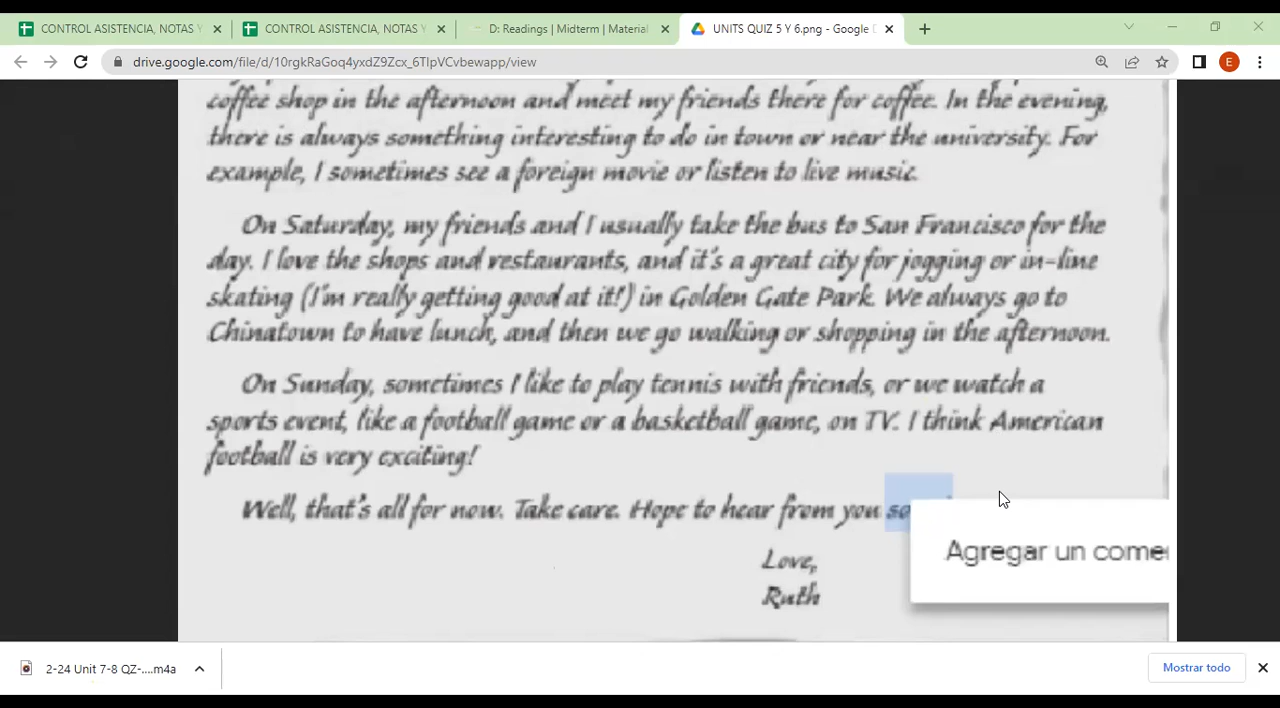 CONTROL ASISTENCIA, NOTAS Y
CONTROL ASISTENCIA, NOTAS Y
D: Readings | Midterm | Material
UNITS QUIZ 5 Y 6.png - Google D
drive.google.com/file/d/10rgkRaGoq4yxdZ9Zcx_6TIpVCvbewapp/view
E
coffee shop in the afternoon and meet my friends there for coffee. In the evening,
there is always something interesting to do in town or near the university. For
example, I sometimes see a foreign movie or listen to live music.
On Saturday, my friends and I usually take the bus to San Francisco for the
day. I love the shops and restaurants, and it's a great city for jogging or in-line
skating (I'm really getting good at it!) in Golden Gate Park. We always go to
Chinatown to have lunch, and then we go walking or shopping in the afternoon.
On Sunday, sometimes I like to play tennis with friends, or we watch a
sports event, like a football game or a basketball game, on TV. I think American
football is very exciting!
Well, that's all for now. Take care. Hope to hear from you so
Agregar un comer
Love,
Ruth
2-24 Unit 7-8 QZ-....m4a
Mostrar todo